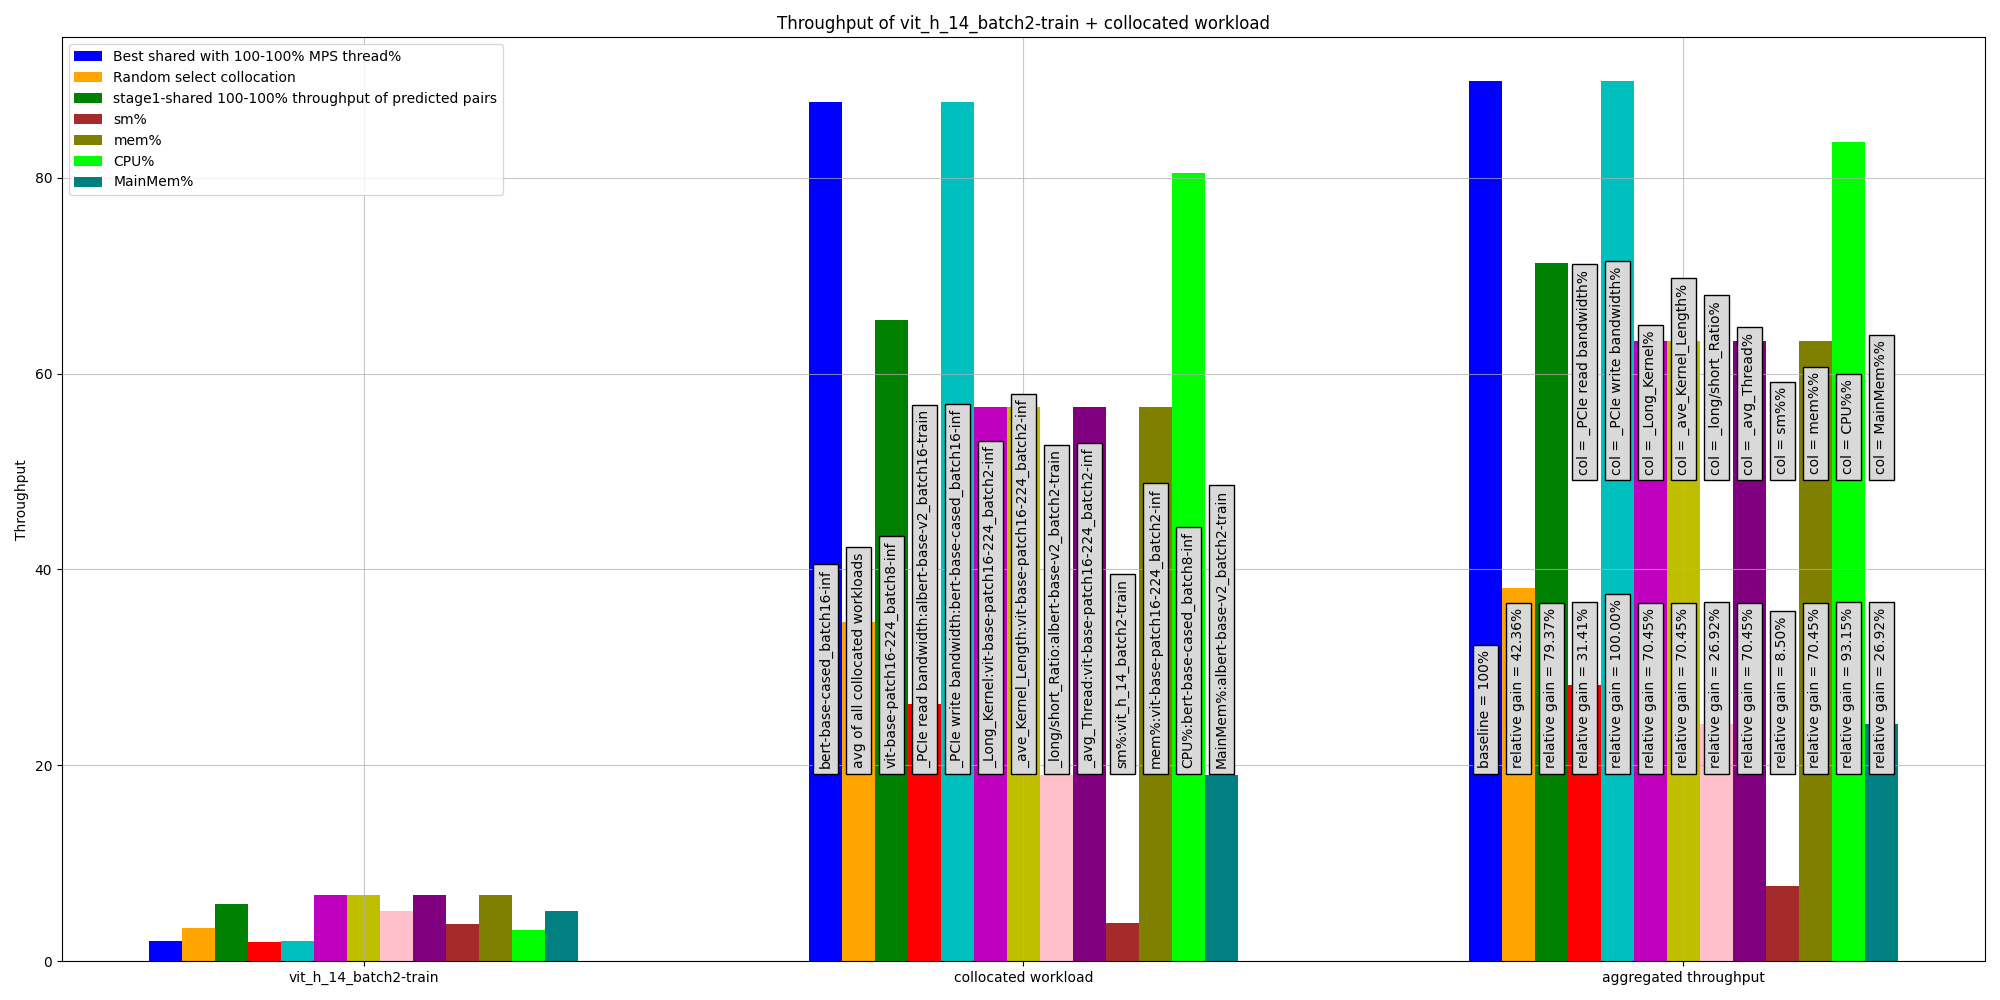 Throughput of vit_h_14_batch2-train + collocated workload
Best shared with 100-100% MPS thread%
Random select collocation
stage1-shared 100-100% throughput of predicted pairs
sm%
mem%
CPU%
MainMem%
Throughput
80
60
40
20
0
bert-base-cased_batch16-inf
avg of all collocated workloads
vit-base-patch16-224_batch8-inf
_PCIe read bandwidth:albert-base-v2_batch16-train
_PCIe write bandwidth:bert-base-cased_batch16-inf
_Long_Kernel:vit-base-patch16-224_batch2-inf
_ave_Kernel_Length:vit-base-patch16-224_batch2-inf
_long/short_Ratio:albert-base-v2_batch2-train
_avg_Thread:vit-base-patch16-224_batch2-inf
sm%:vit_h_14_batch2-train
mem%:vit-base-patch16-224_batch2-inf
CPU%:bert-base-cased_batch8-inf
MainMem%:albert-base-v2_batch2-train
col = _PCIe read bandwidth%
col = _PCIe write bandwidth%
col = _Long_Kernel%
col = _ave_Kernel_Length%
col = _long/short_Ratio%
col = _avg_Thread%
col = sm%%
col = mem%%
col = CPU%%
col = MainMem%%
baseline = 100%
relative gain = 42.36%
relative gain = 79.37%
relative gain = 31.41%
relative gain = 100.00%
relative gain = 70.45%
relative gain = 70.45%
relative gain = 26.92%
relative gain = 70.45%
relative gain = 8.50%
relative gain = 70.45%
relative gain = 93.15%
relative gain = 26.92%
vit_h_14_batch2-train
collocated workload
aggregated throughput